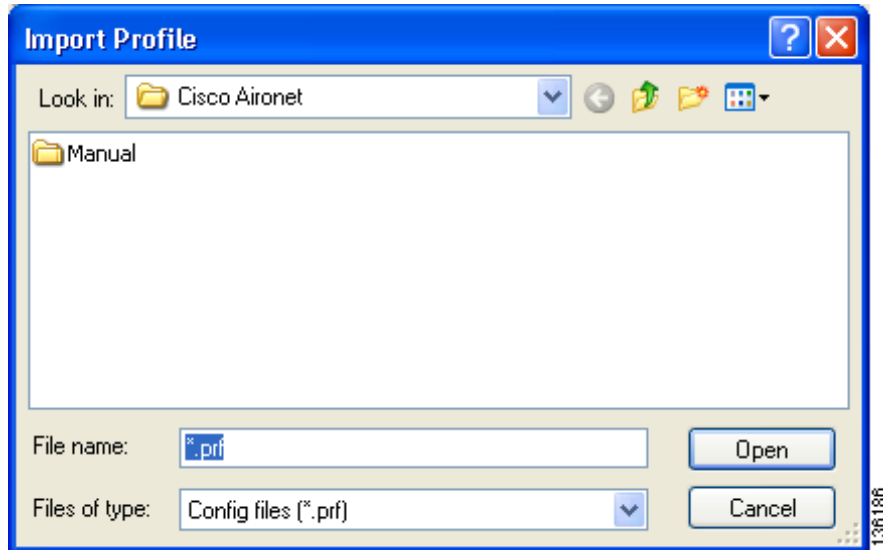 Import Profile
Look in: Cisco Aironet
Manual
File name: *.prf
Open
Files of type: Config files (*.prf)
Cancel
136186